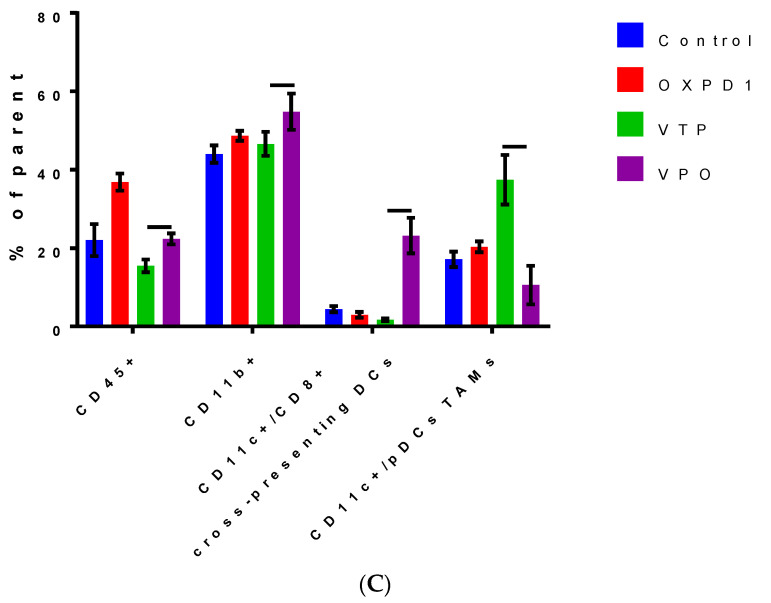 80
60
40
20
0
% of parent
Control
OXPD1
VTP
VPO
CD45+
CD11b+
CD11c+/CD8+
cross-presenting DCs
CD11c+/pDCs TAMs
(C)